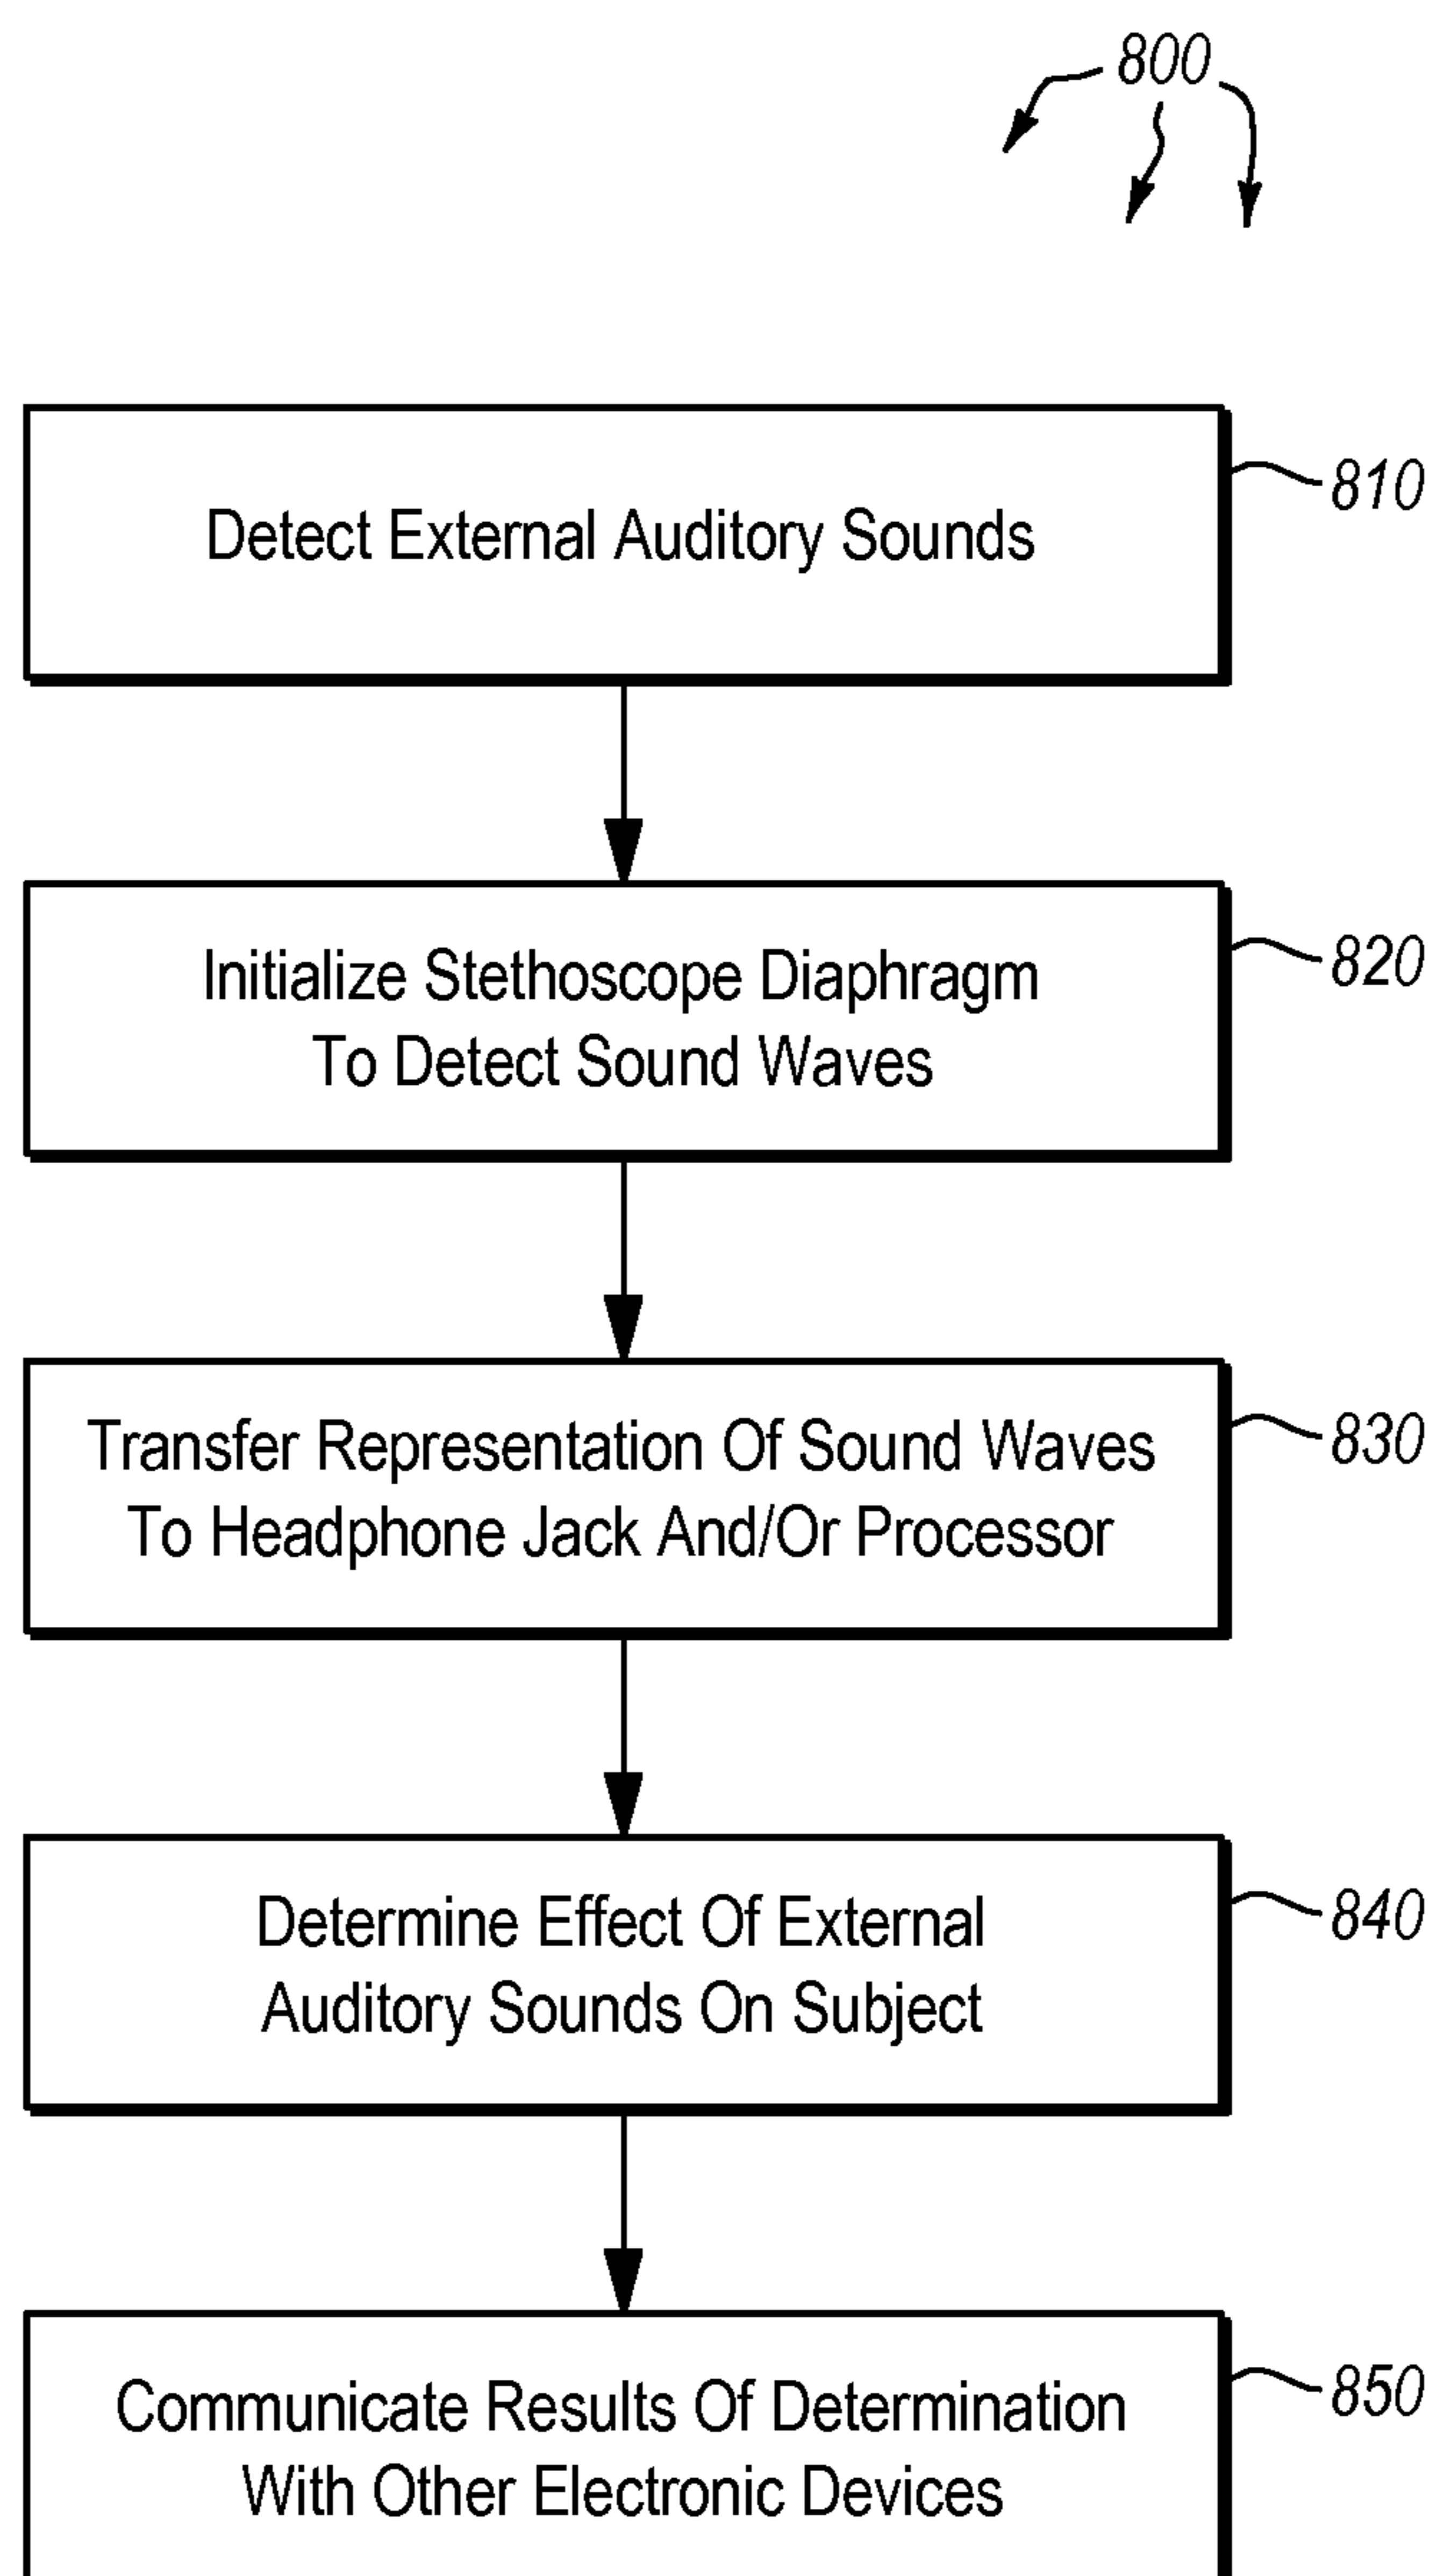 800
Detect External Auditory Sounds
810
Initialize Stethoscope Diaphragm
To Detect Sound Waves
820
Transfer Representation Of Sound Waves
To Headphone Jack And/Or Processor
830
Determine Effect Of External
Auditory Sounds On Subject
840
Communicate Results Of Determination
With Other Electronic Devices
850